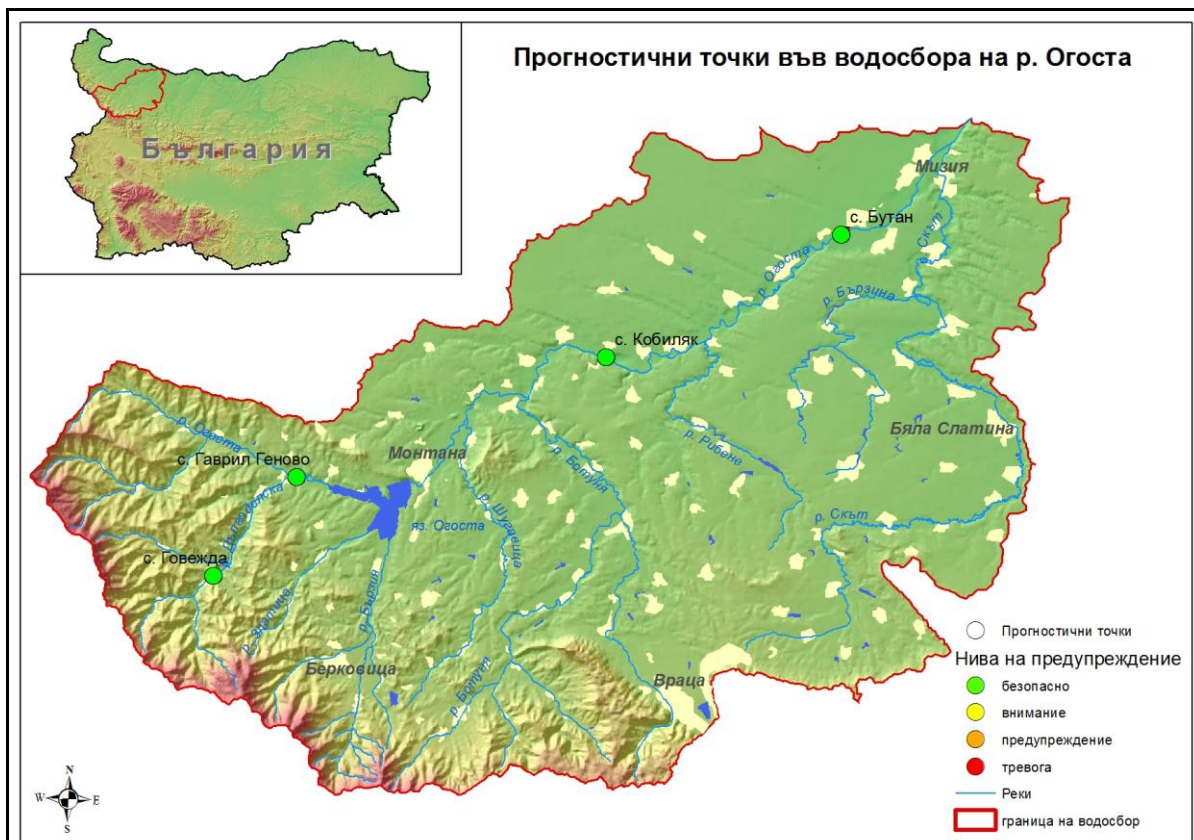 Прогностични точки във водосбора на р. Огоста
България
Мизия
с. Бутан
р. Скът
р. Огоста
р. Бързина
с. Кобиляк
Бяла Слатина
р. Огоста
Монтана
р. Рибене
р. Ботуня
с. Гаврил Геново
р. Шугавица
яз. Огоста
р. Скът
с. Говежда
р. Златица
р. Бързия
Берковица
Враца
р. Ботуня
Прогностични точки
Нива на предупреждение
безопасно
внимание
предупреждение
тревога
Реки
граница на водосбор
N
W E
S